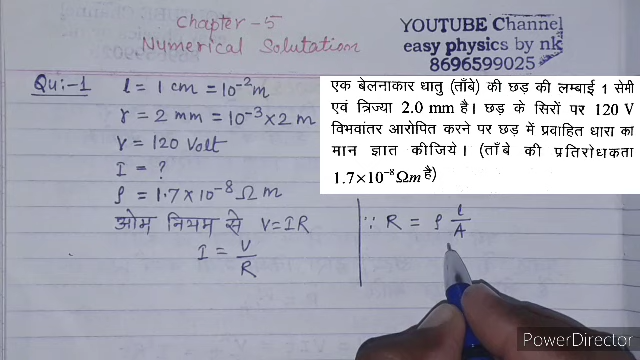 Chapter - 5
Numerical Solutation
YOUTUBE Channel
easy physics by nk
8696599025
Qu:-1
l = 1 cm = 10⁻² m
r = 2 mm = 10⁻³ × 2 m
V = 120 Volt
I = ?
ρ = 1.7 × 10⁻⁸ Ω m
ओम नियम से V = IR
I = V/R
एक बेलनाकार धातु (ताँबे) की छड़ की लम्बाई 1 सेमी
एवं त्रिज्या 2.0 mm है। छड़ के सिरों पर 120 V
विभवांतर आरोपित करने पर छड़ में प्रवाहित धारा का
मान ज्ञात कीजिये। (ताँबे की प्रतिरोधकता
1.7×10⁻⁸Ωm है)
∵ R = ρ l/A
PowerDirector